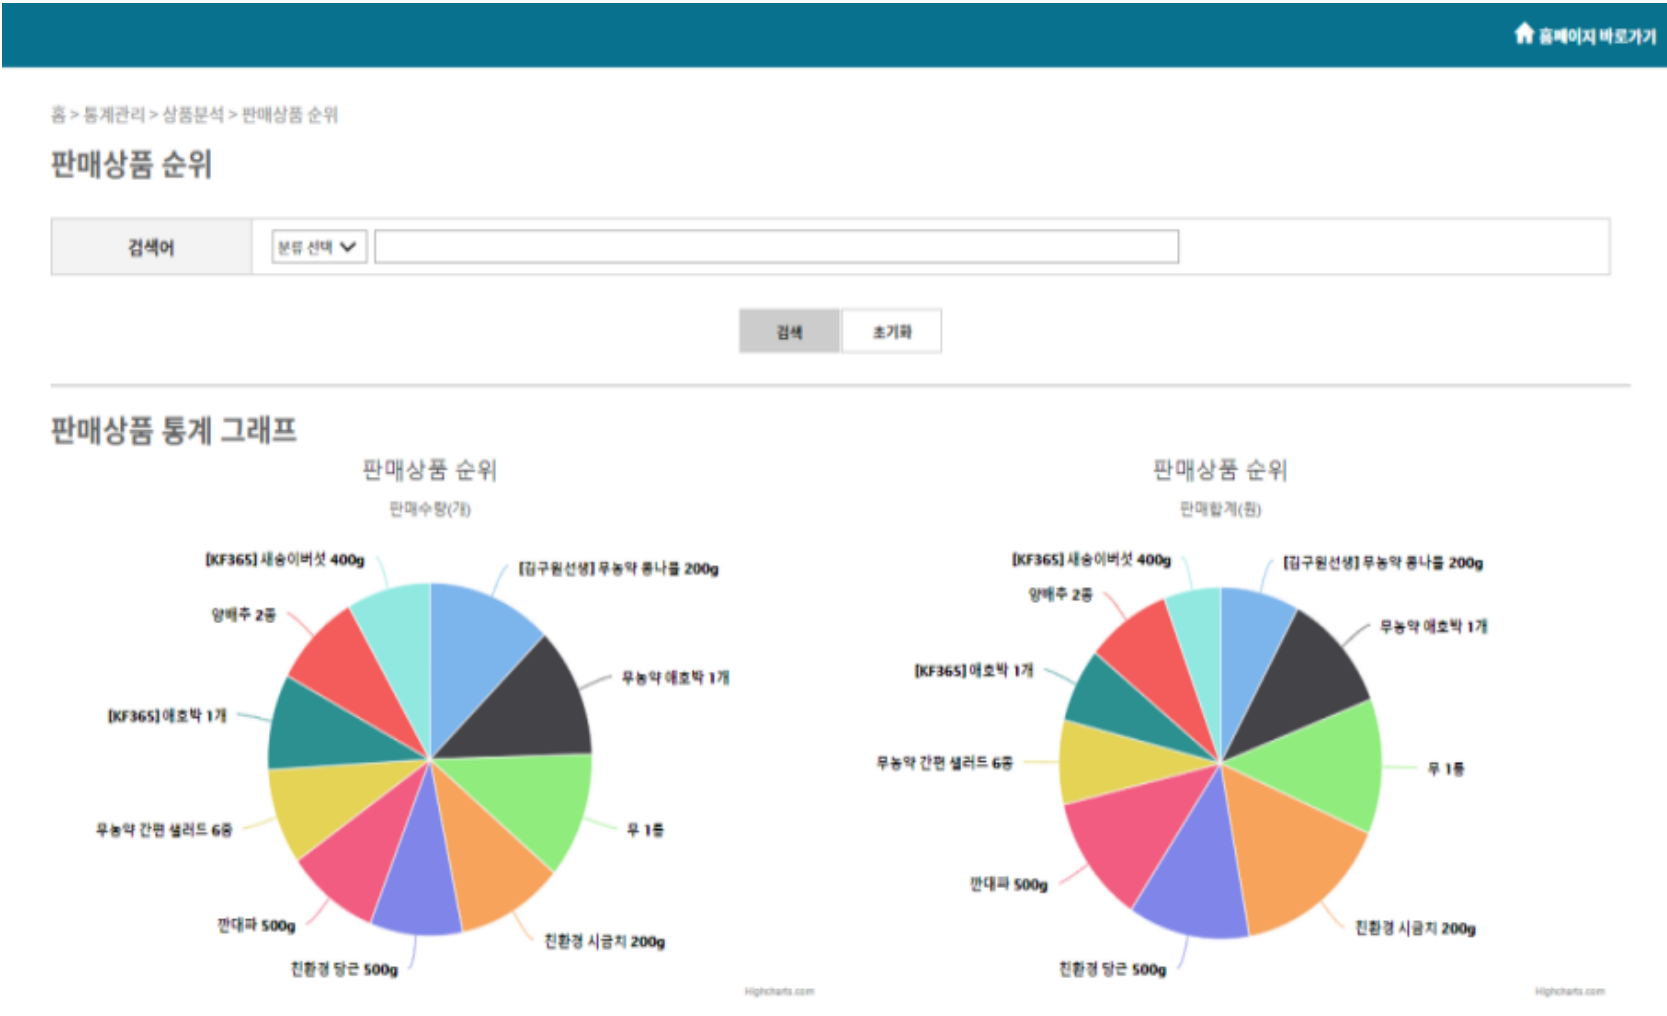 홈페이지 바로가기
홈 > 통계관리 > 상품분석 > 판매상품 순위
판매상품 순위
검색어
분류 선택
검색
초기화
판매상품 통계 그래프
판매상품 순위
판매수량(개)
[KF365] 새송이버섯 400g
[김구원선생] 무농약 콩나물 200g
양배추 2종
무농약 애호박 1개
[KF365] 애호박 1개
무농약 간편 샐러드 6종
무 1통
깐대파 500g
친환경 시금치 200g
친환경 당근 500g
Highcharts.com
판매상품 순위
판매합계(원)
[KF365] 새송이버섯 400g
[김구원선생] 무농약 콩나물 200g
양배추 2종
무농약 애호박 1개
[KF365] 애호박 1개
무농약 간편 샐러드 6종
무 1통
깐대파 500g
친환경 시금치 200g
친환경 당근 500g
Highcharts.com